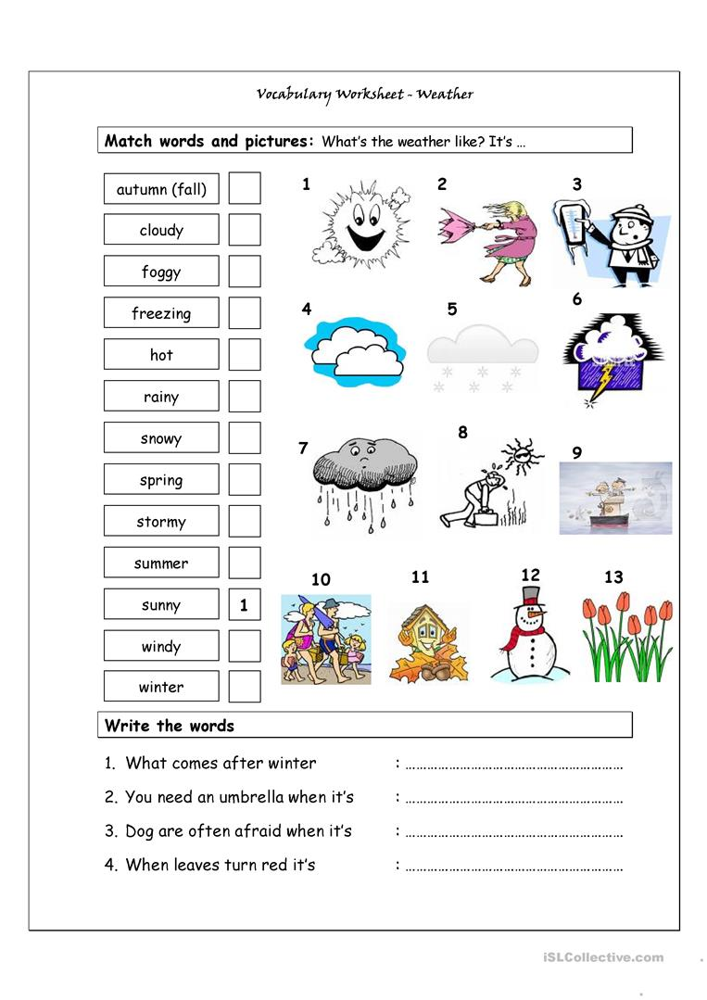 Vocabulary Worksheet - Weather
Match words and pictures: What's the weather like? It's …
autumn (fall)
cloudy
foggy
freezing
hot
rainy
snowy
spring
stormy
summer
sunny 1
windy
winter
1 2 3
4 5 6
7 8 9
10 11 12 13
Write the words
1. What comes after winter : ……………………………………………………
2. You need an umbrella when it's : ……………………………………………………
3. Dog are often afraid when it's : ……………………………………………………
4. When leaves turn red it's : ……………………………………………………
iSLCollective.com